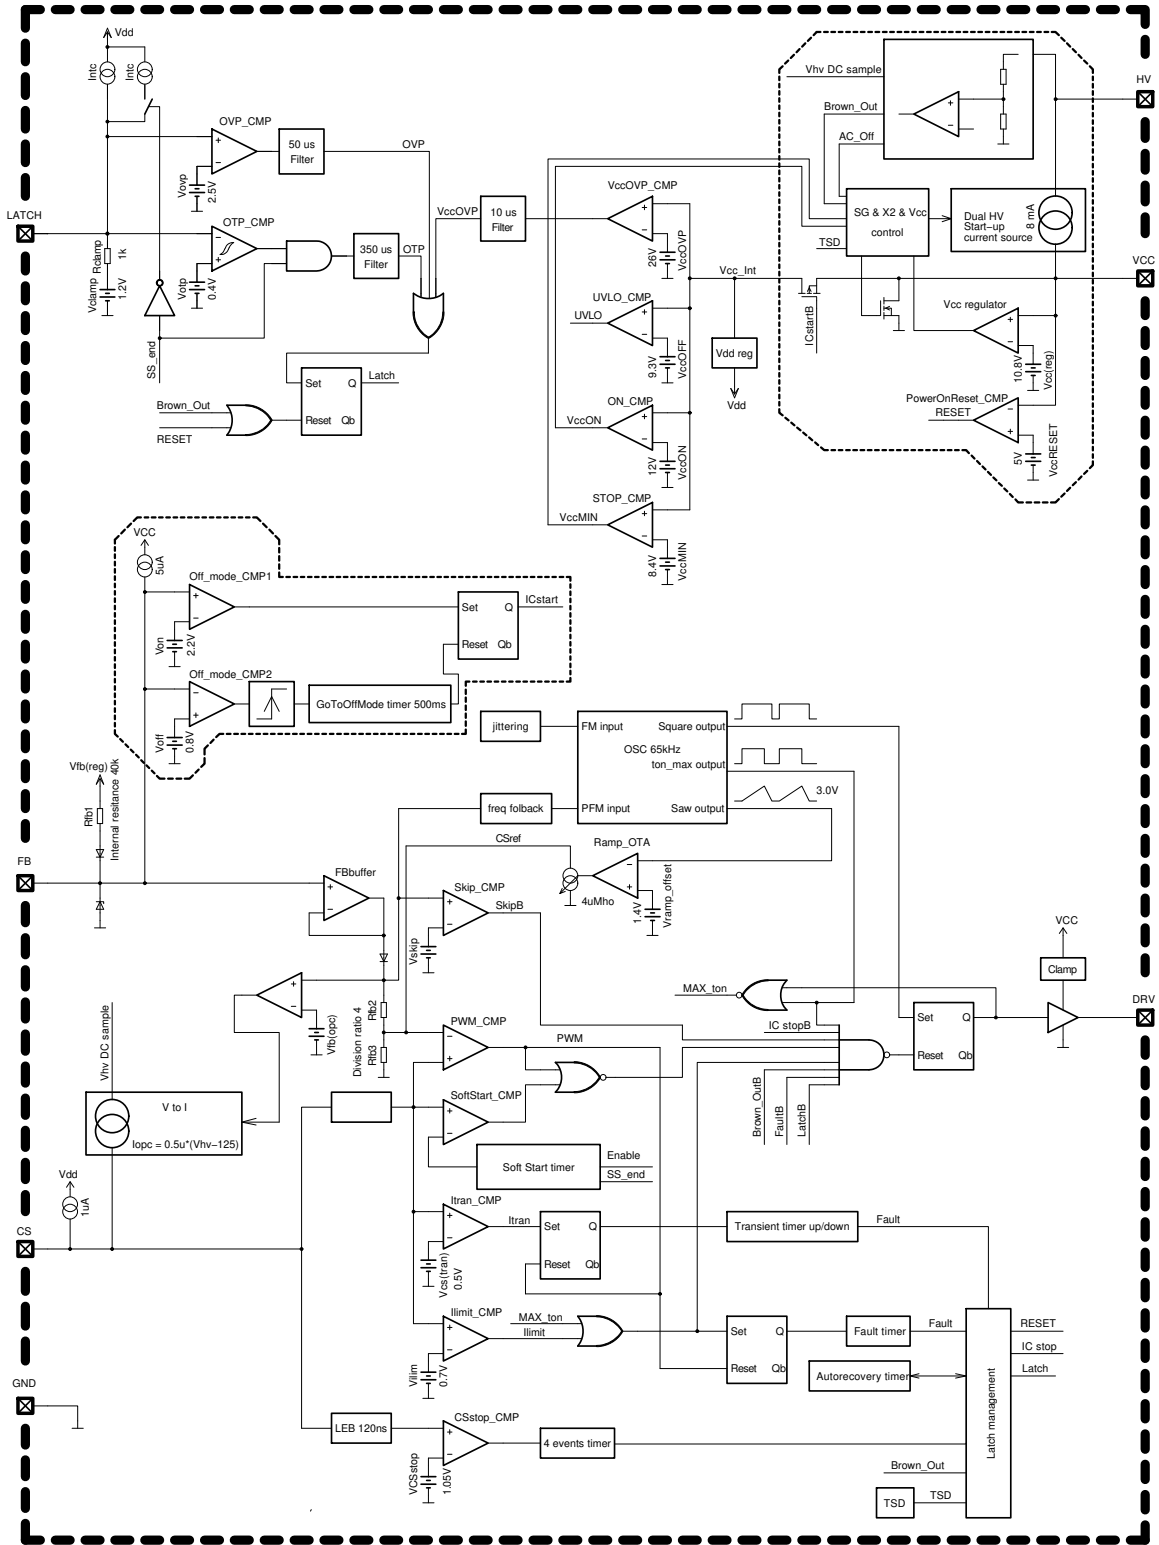 Vdd
Intc
Intc
OVP_CMP
50 us
Filter
OVP
Vovp
2.5V
LATCH
Rclamp
1k
Vclamp
1.2V
OTP_CMP
Votp
0.4V
350 us
Filter
OTP
VccOVP
10 us
Filter
SS_end
Set
Q
Latch
Reset
Qb
Brown_Out
RESET
VccOVP_CMP
26V
VccOVP
UVLO_CMP
UVLO
9.3V
VccOFF
ON_CMP
VccON
12V
VccON
STOP_CMP
VccMIN
8.4V
VccMIN
Vcc_Int
Vdd reg
Vdd
Vhv DC sample
Brown_Out
AC_Off
SG & X2 & Vcc
control
TSD
Dual HV
Start-up
current source
8 mA
HV
VCC
ICstartB
Vcc regulator
10.8V
Vcc(reg)
PowerOnReset_CMP
RESET
5V
VccRESET
VCC
5uA
Off_mode_CMP1
Von
2.2V
Set
Q
ICstart
Reset
Qb
Off_mode_CMP2
Voff
0.8V
GoToOffMode timer 500ms
Vfb(reg)
Rfb1
Internal resitance 40k
FB
jittering
FM input
Square output
OSC 65kHz
ton_max output
freq folback
PFM input
Saw output
3.0V
CSref
Ramp_OTA
4uMho
1.4V
Vramp_offset
FBbuffer
Skip_CMP
SkipB
Vskip
Vfb(opc)
Rfb2
Division ratio 4
Rfb3
PWM_CMP
PWM
SoftStart_CMP
Soft Start timer
Enable
SS_end
MAX_ton
IC stopB
Brown_OutB
FaultB
LatchB
Set
Q
Reset
Qb
VCC
Clamp
DRV
Vhv DC sample
V to I
Iopc = 0.5u*(Vhv−125)
Vdd
1uA
CS
Itran_CMP
Itran
Vcs(tran)
0.5V
Set
Q
Reset
Qb
Transient timer up/down
Fault
Ilimit_CMP
MAX_ton
Ilimit
Vilim
0.7V
Set
Q
Reset
Qb
Fault timer
Fault
Autorecovery timer
Latch management
RESET
IC stop
Latch
GND
LEB 120ns
CSstop_CMP
VCSstop
1.05V
4 events timer
Brown_Out
TSD
TSD